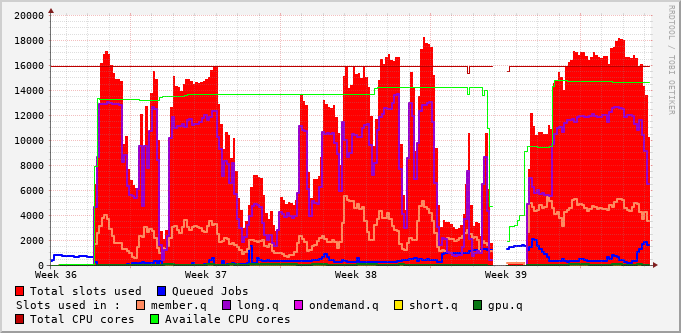 20000
18000
16000
14000
12000
10000
8000
6000
4000
2000
0
Week 36 Week 37 Week 38 Week 39
RRDTOOL / TOBI OETIKER
Total slots used Queued Jobs
Slots used in : member.q long.q ondemand.q short.q gpu.q
Total CPU cores Availale CPU cores